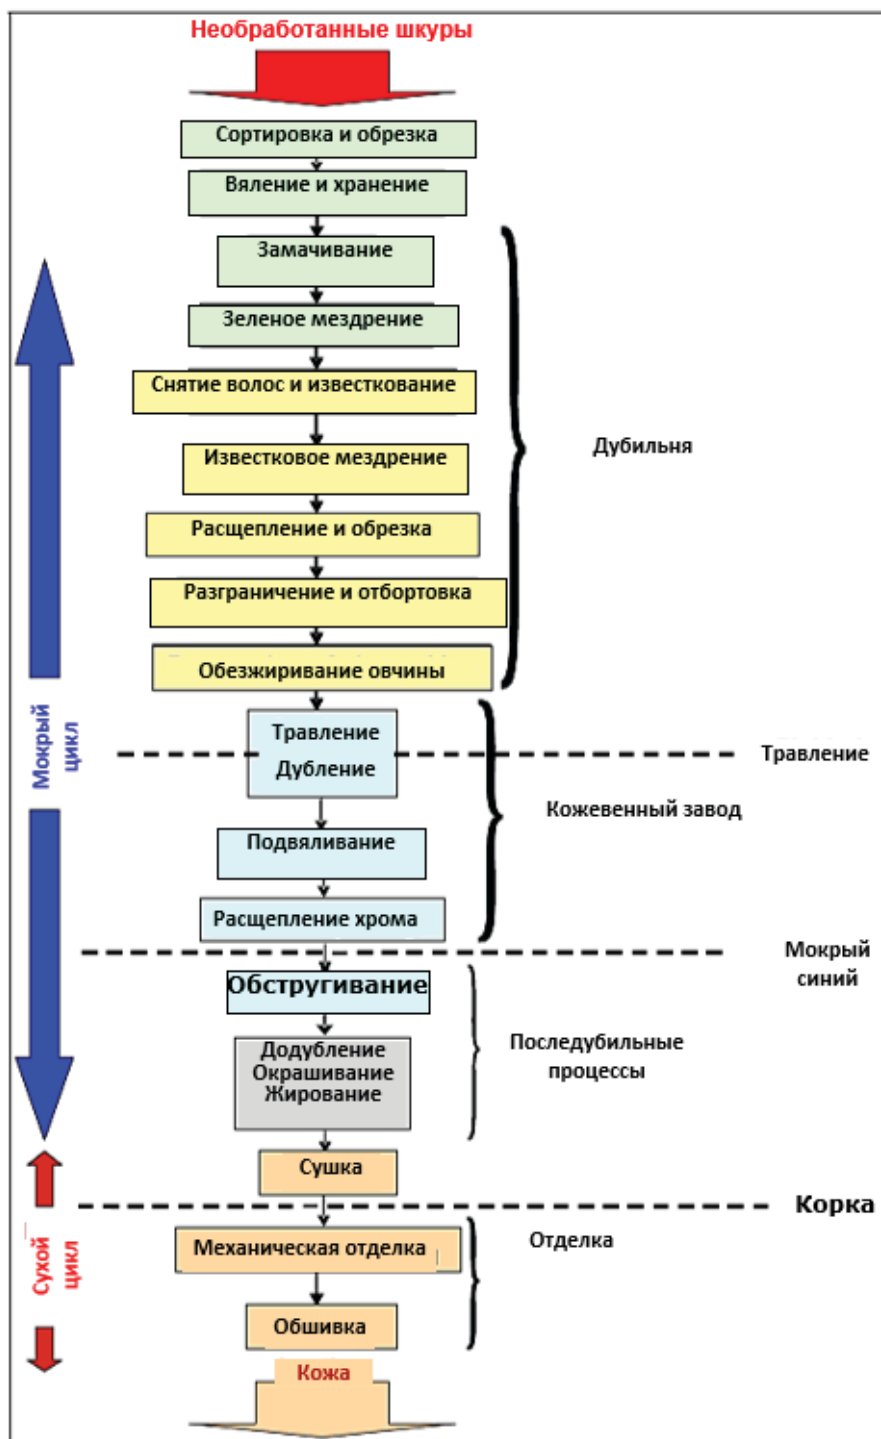 Необработанные шкуры
Сортировка и обрезка
Вяление и хранение
Замачивание
Зеленое мездрение
Снятие волос и известкование
Известковое мездрение
Расщепление и обрезка
Разграничение и отбортовка
Обезжиривание овчины
Дубильня
Травление
Дубление
Травление
Мокрый
цикл
Кожевенный завод
Подвяливание
Расщепление хрома
Мокрый
синий
Обстругивание
Додубление
Окрашивание
Жирование
Последубильные
процессы
Сушка
Корка
Сухой
цикл
Механическая отделка
Отделка
Обшивка
Кожа